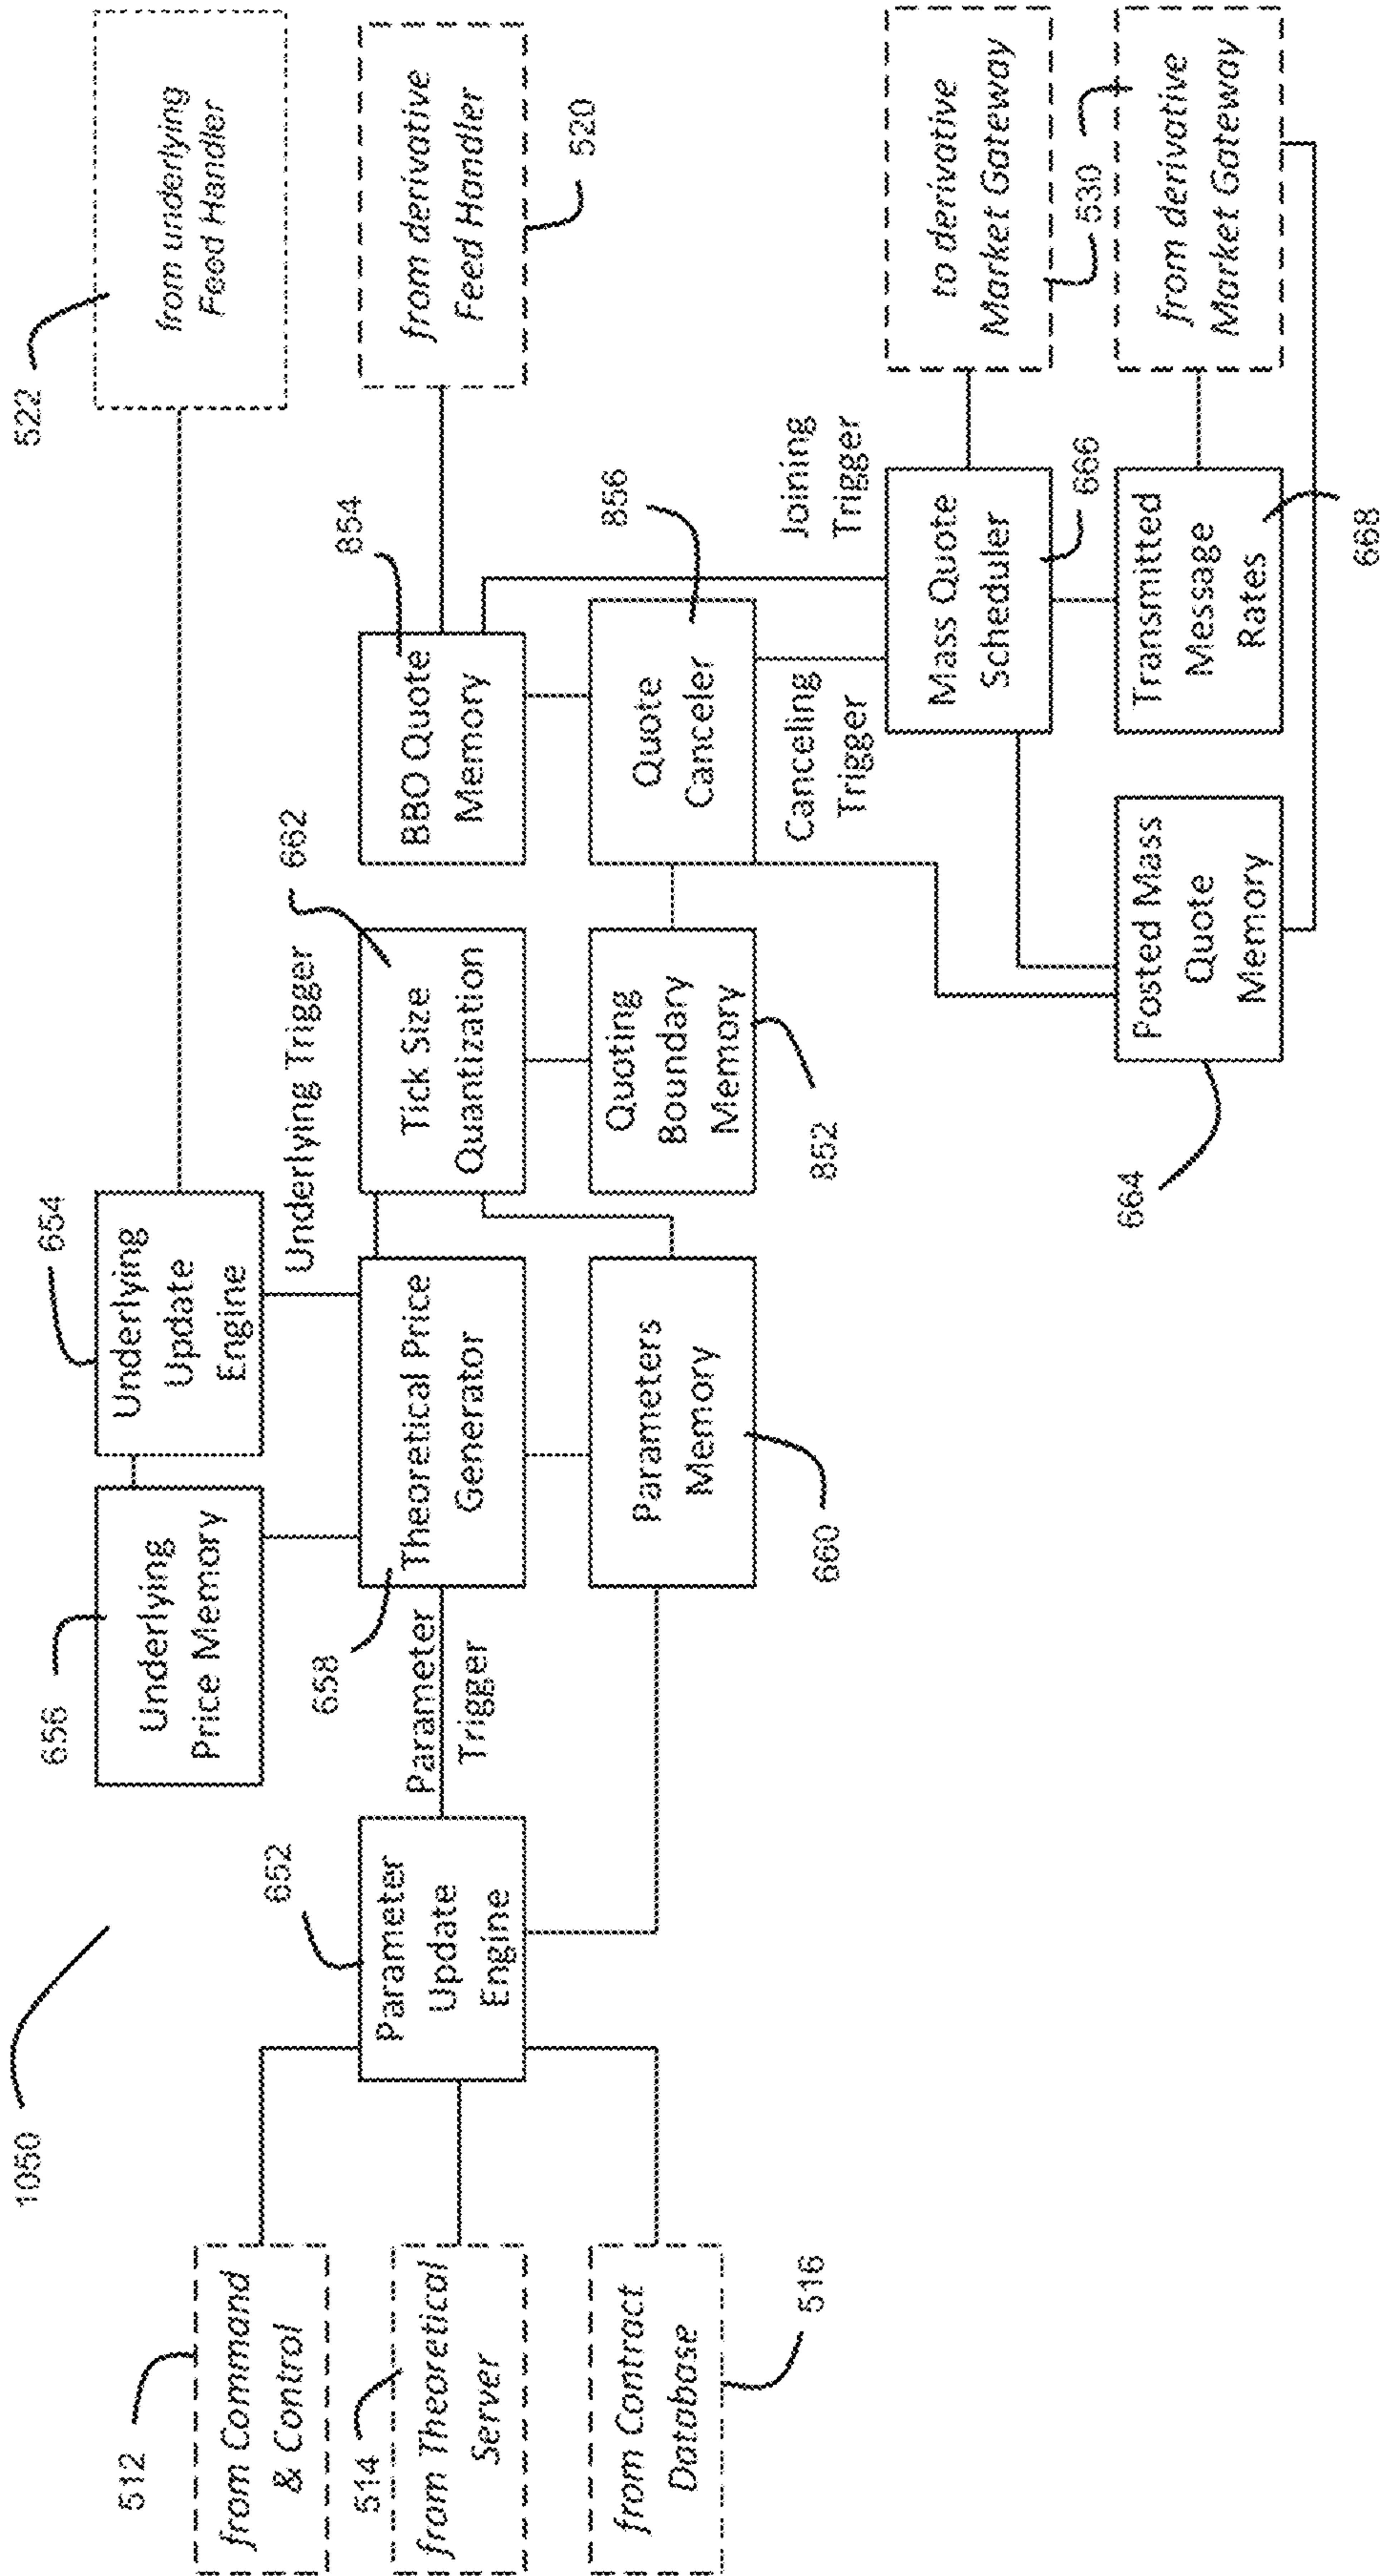 1050
512
from Command
& Control
514
from Theoretical
Server
from Contract
Database
516
652
Parameter
Update
Engine
Parameter
Trigger
656
Underlying
Price Memory
654
Underlying
Update
Engine
Underlying Trigger
658
Theoretical Price
Generator
Parameters
Memory
660
662
Tick Size
Quantization
Quoting
Boundary
Memory
852
522
from underlying
Feed Handler
854
BBO Quote
Memory
from derivative
Feed Handler
520
856
Quote
Canceler
Canceling
Trigger
Joining
Trigger
Mass Quote
Scheduler
666
to derivative
Market Gateway
530
from derivative
Market Gateway
Transmitted
Message
Rates
668
Posted Mass
Quote
Memory
664